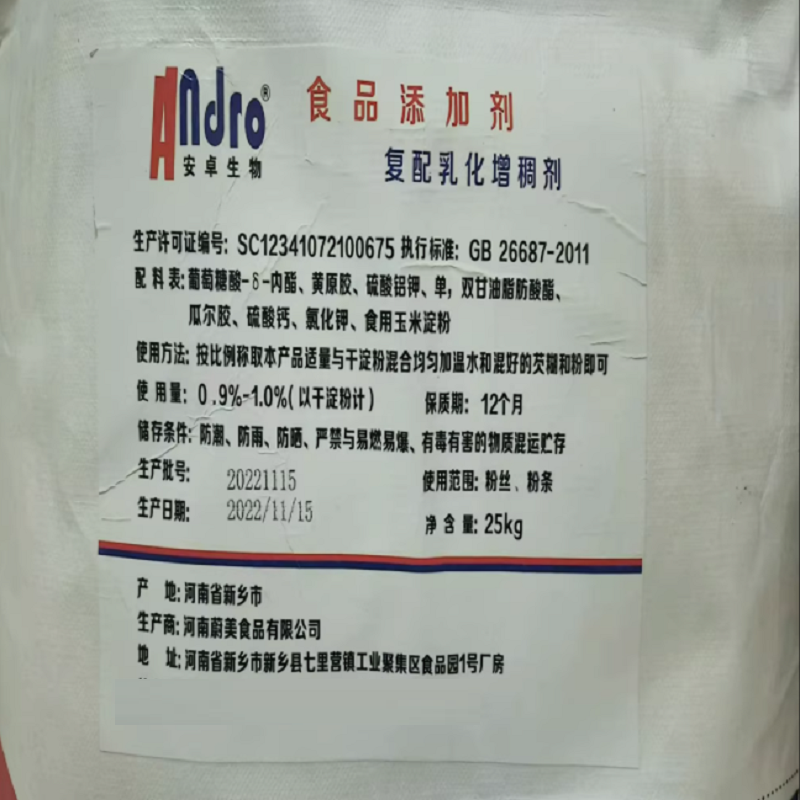 Andro®
安卓生物
食品添加剂
复配乳化增稠剂
生产许可证编号: SC12341072100675 执行标准: GB 26687-2011
配 料 表: 葡萄糖酸-δ-内酯、黄原胶、硫酸铝钾、单，双甘油脂肪酸酯、
瓜尔胶、硫酸钙、氯化钾、食用玉米淀粉
使用方法: 按比例称取本产品适量与干淀粉混合均匀加温水和混好的芡糊和粉即可
使 用 量: 0.9%-1.0%(以干淀粉计)
保质期: 12个月
储存条件: 防潮、防雨、防晒、严禁与易燃易爆、有毒有害的物质混运贮存
生产批号: 20221115
使用范围: 粉丝、粉条
生产日期: 2022/11/15
净 含 量: 25kg
产 地: 河南省新乡市
生产商: 河南蔚美食品有限公司
地 址: 河南省新乡市新乡县七里营镇工业聚集区食品园1号厂房